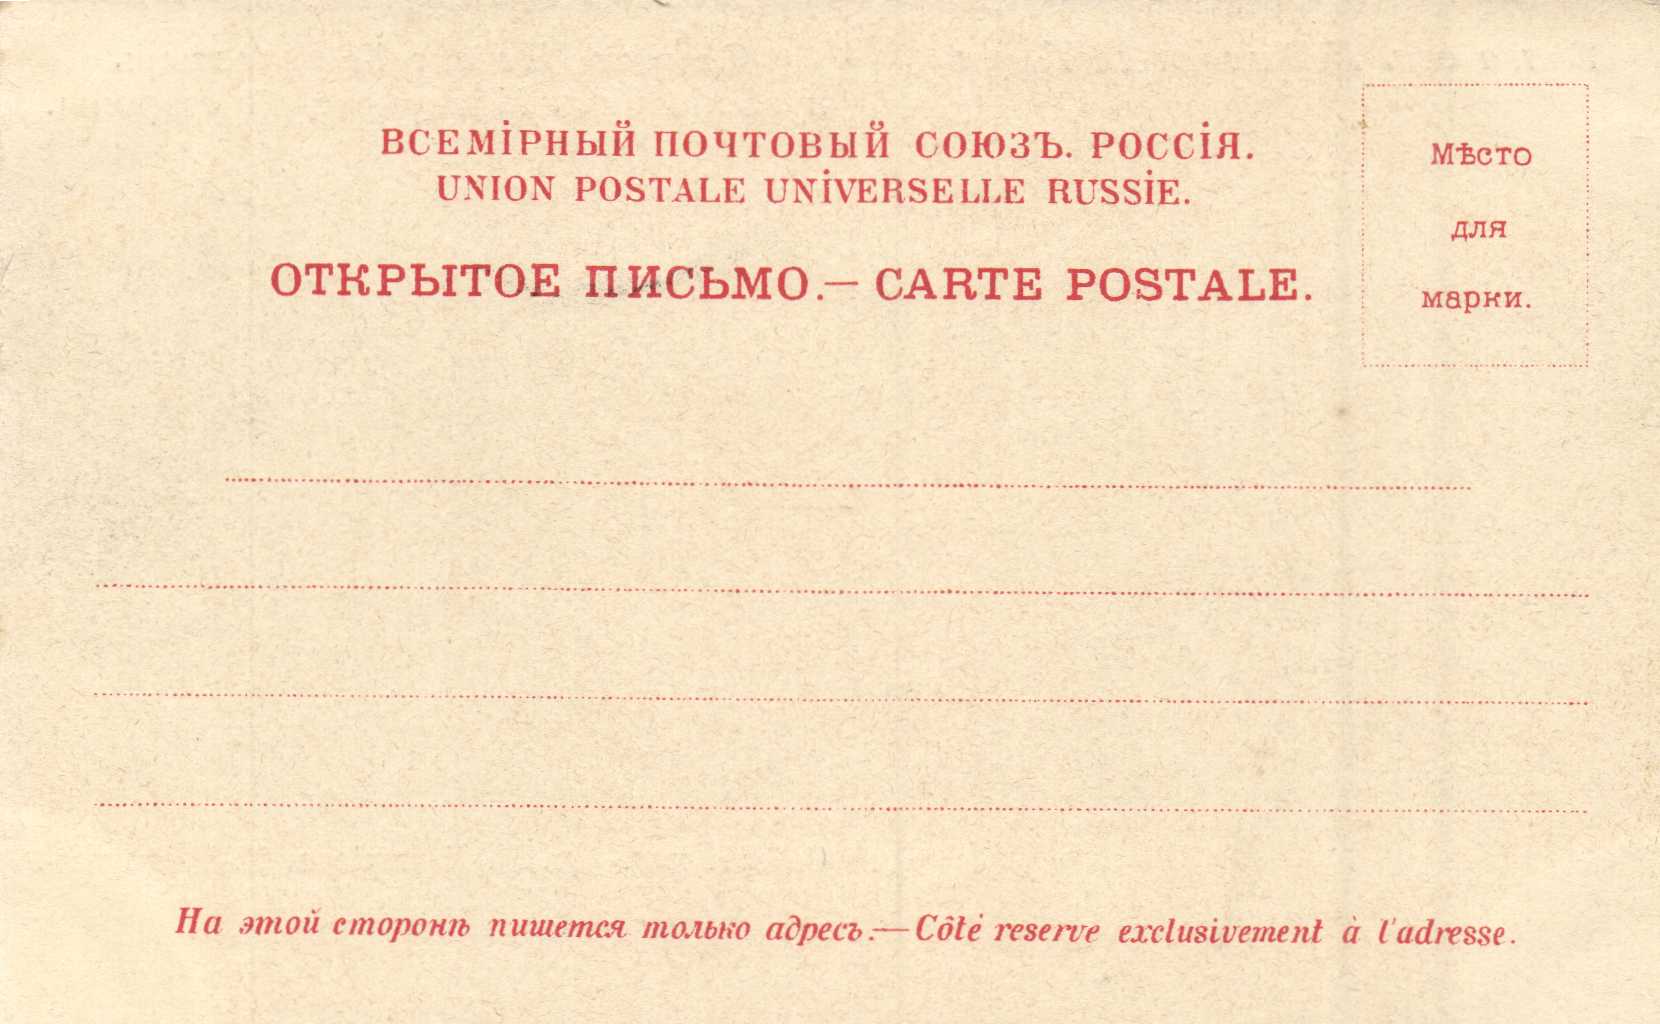 ВСЕМІРНЫЙ ПОЧТОВЫЙ СОЮЗЪ. РОССІЯ.
UNION POSTALE UNIVERSELLE RUSSIE.
ОТКРЫТОЕ ПИСЬМО.— CARTE POSTALE.
Мѣсто
для
марки.
На этой сторонѣ пишется только адресъ.—Côté reserve exclusivement à l'adresse.